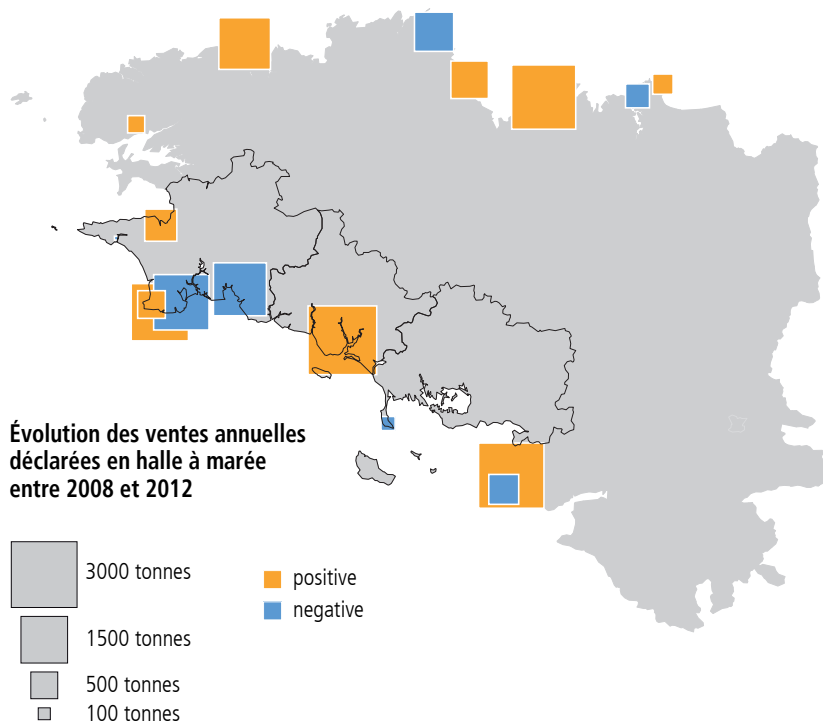 Évolution des ventes annuelles
déclarées en halle à marée
entre 2008 et 2012
3000 tonnes
1500 tonnes
500 tonnes
100 tonnes
positive
negative